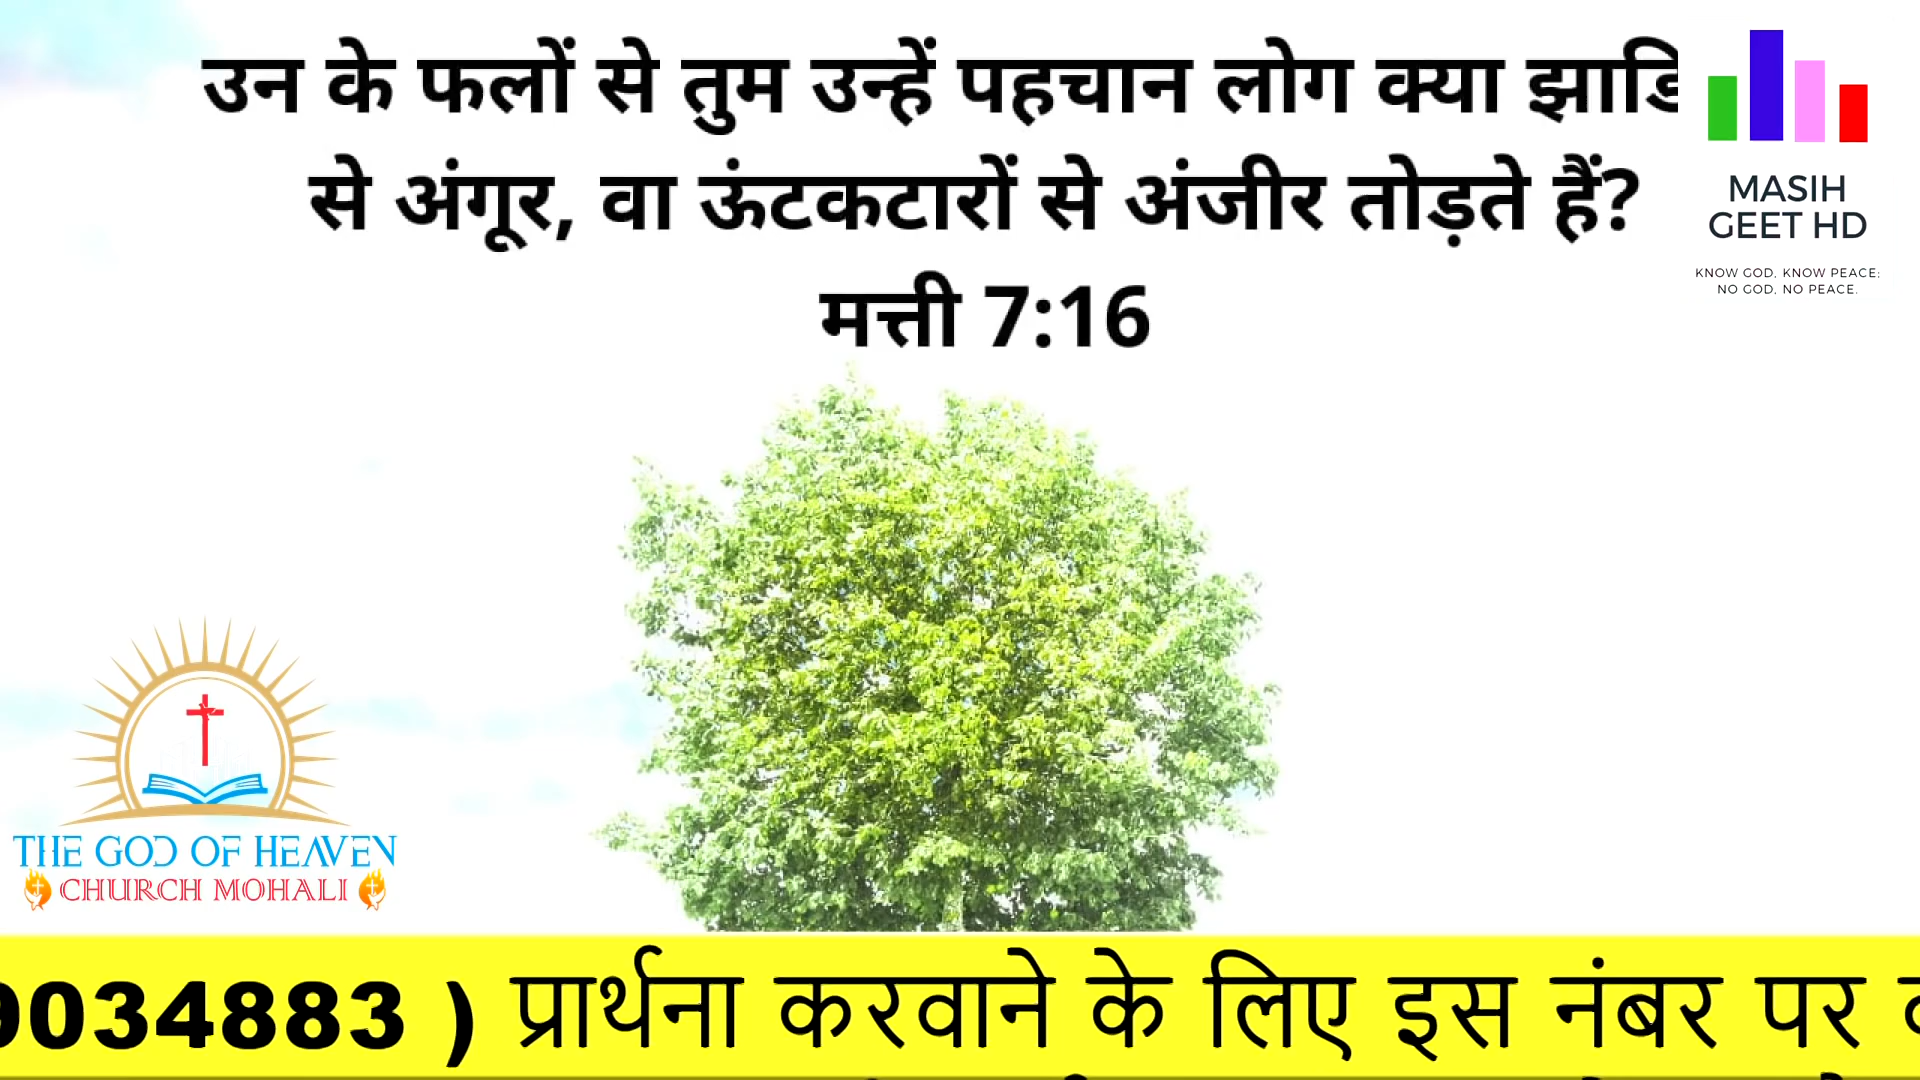 उन के फलों से तुम उन्हें पहचान लोग क्या झाडि
से अंगूर, वा ऊंटकटारों से अंजीर तोड़ते हैं?
मत्ती 7:16
MASIH
GEET HD
KNOW GOD, KNOW PEACE;
NO GOD, NO PEACE.
THE GOD OF HEAVEN
CHURCH MOHALI
9034883 ) प्रार्थना करवाने के लिए इस नंबर पर